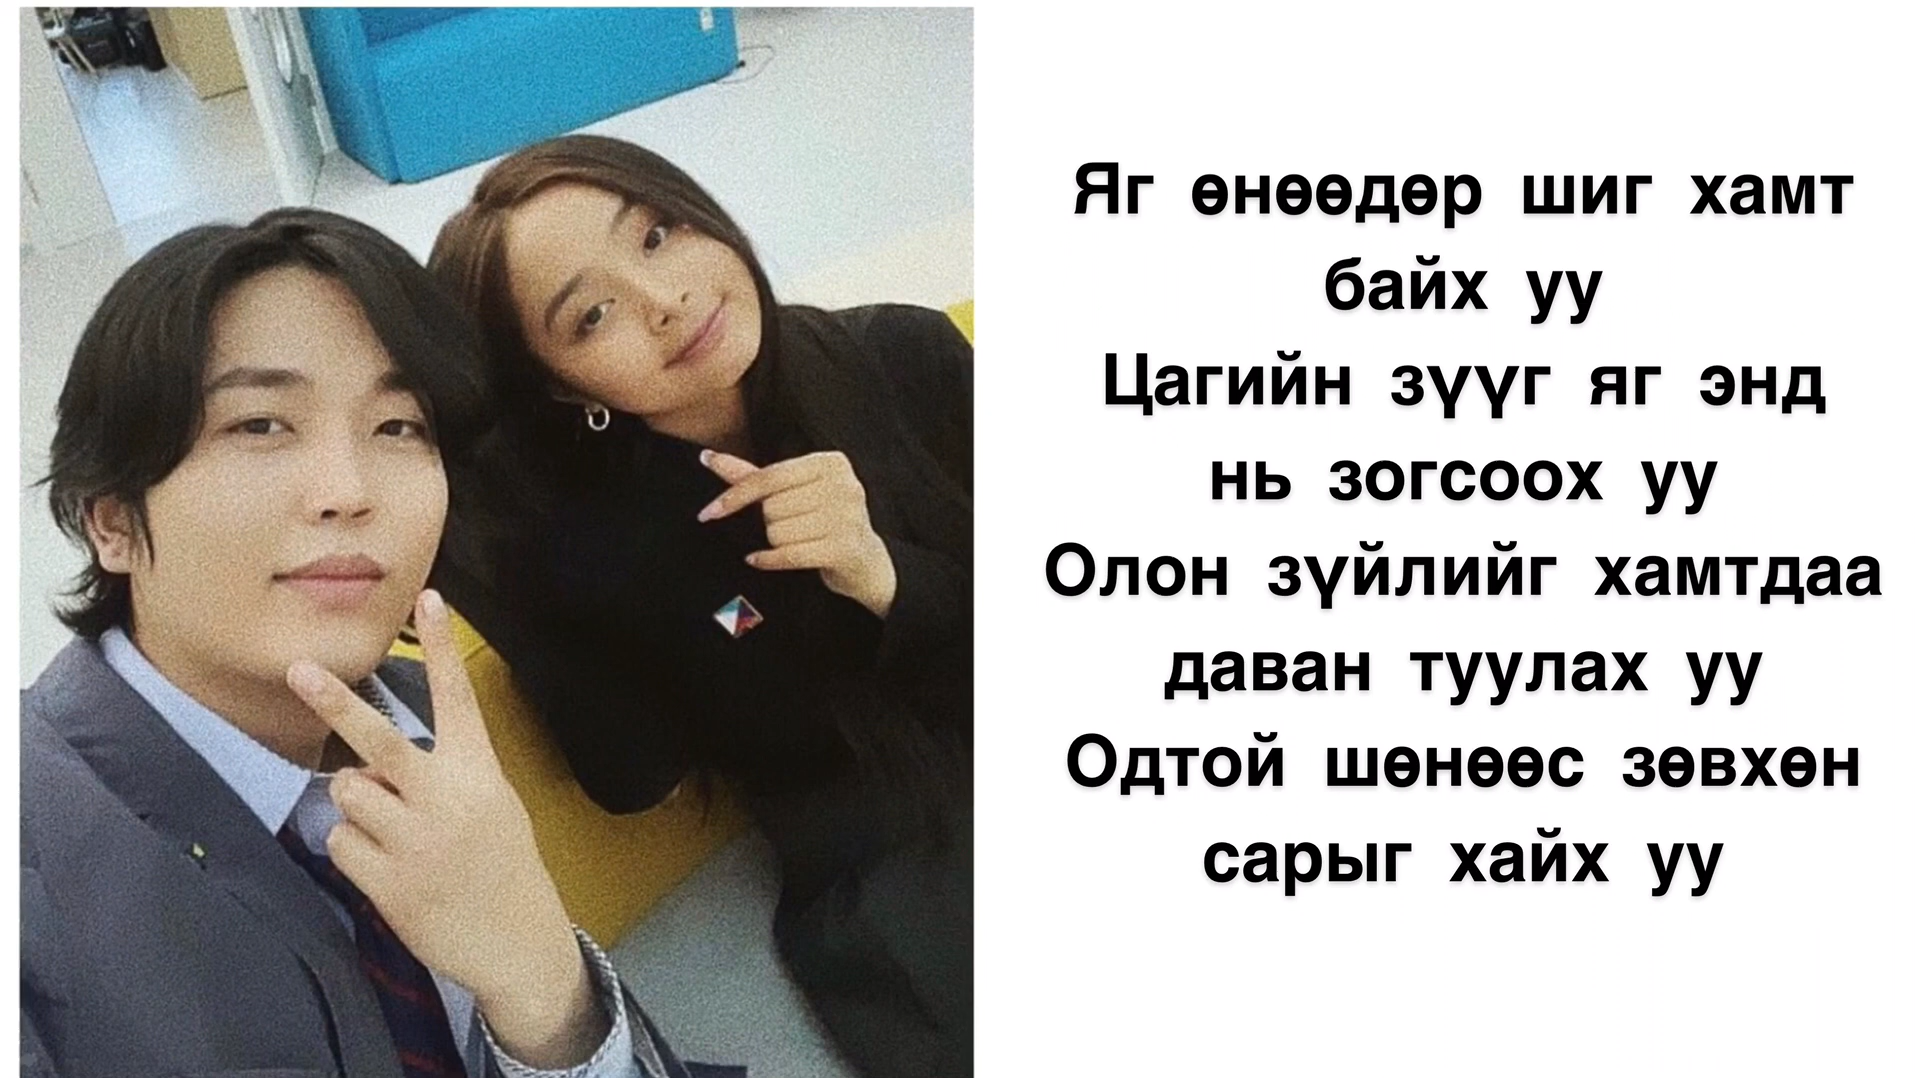 Яг өнөөдөр шиг хамт
байх уу
Цагийн зүүг яг энд
нь зогсоох уу
Олон зүйлийг хамтдаа
даван туулах уу
Одтой шөнөөс зөвхөн
сарыг хайх уу